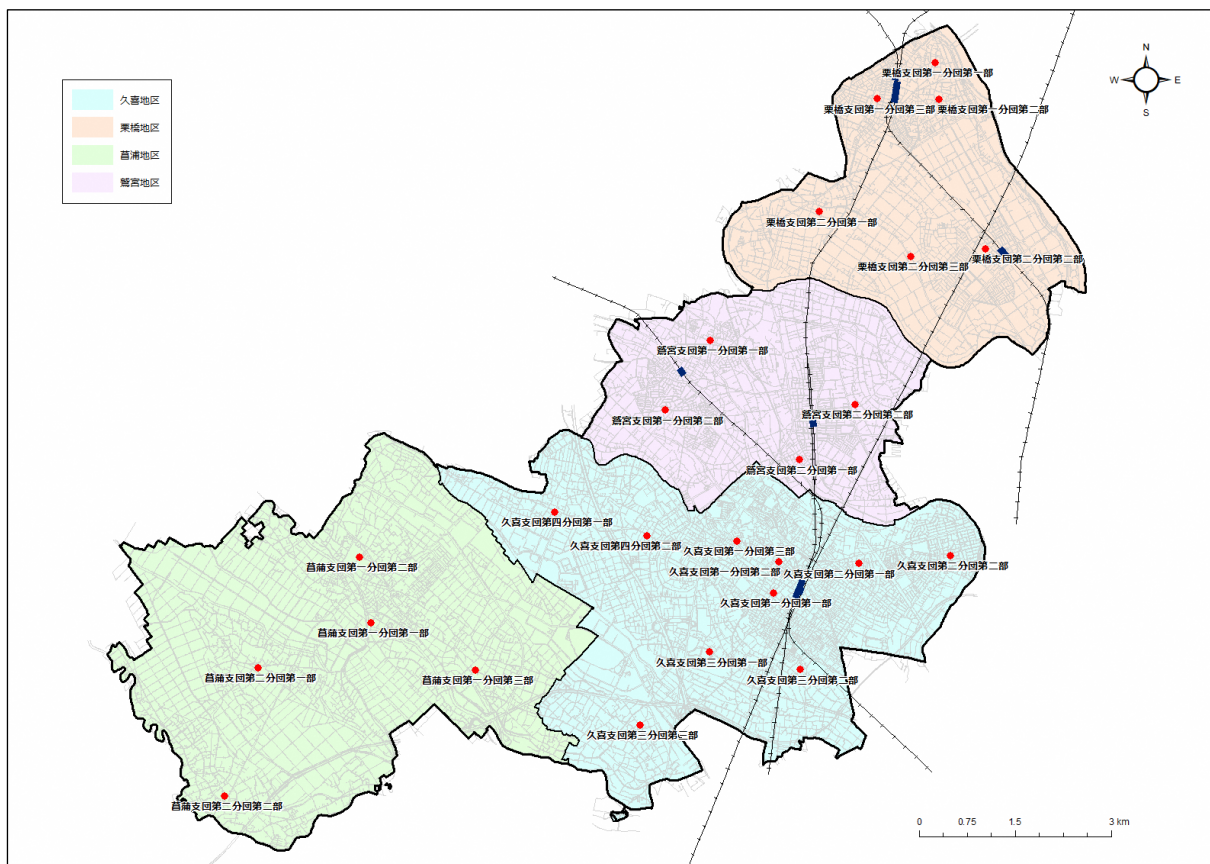 N
W
E
S
久喜地区
栗橋地区
菖浦地区
鷲宮地区
栗橋支団第一分団第一部
栗橋支団第一分団第三部
栗橋支団第一分団第二部
栗橋支団第二分団第一部
栗橋支団第二分団第三部
栗橋支団第二分団第二部
鷲宮支団第一分団第一部
鷲宮支団第一分団第二部
鷲宮支団第二分団第二部
鷲宮支団第二分団第一部
久喜支団第四分団第一部
久喜支団第四分団第二部
久喜支団第一分団第三部
久喜支団第一分団第二部
久喜支団第二分団第一部
久喜支団第二分団第二部
久喜支団第一分団第一部
久喜支団第三分団第一部
久喜支団第三分団第二部
久喜支団第三分団第三部
菖蒲支団第一分団第二部
菖蒲支団第一分団第一部
菖蒲支団第二分団第一部
菖蒲支団第一分団第三部
菖蒲支団第二分団第二部
0 0.75 1.5 3 km